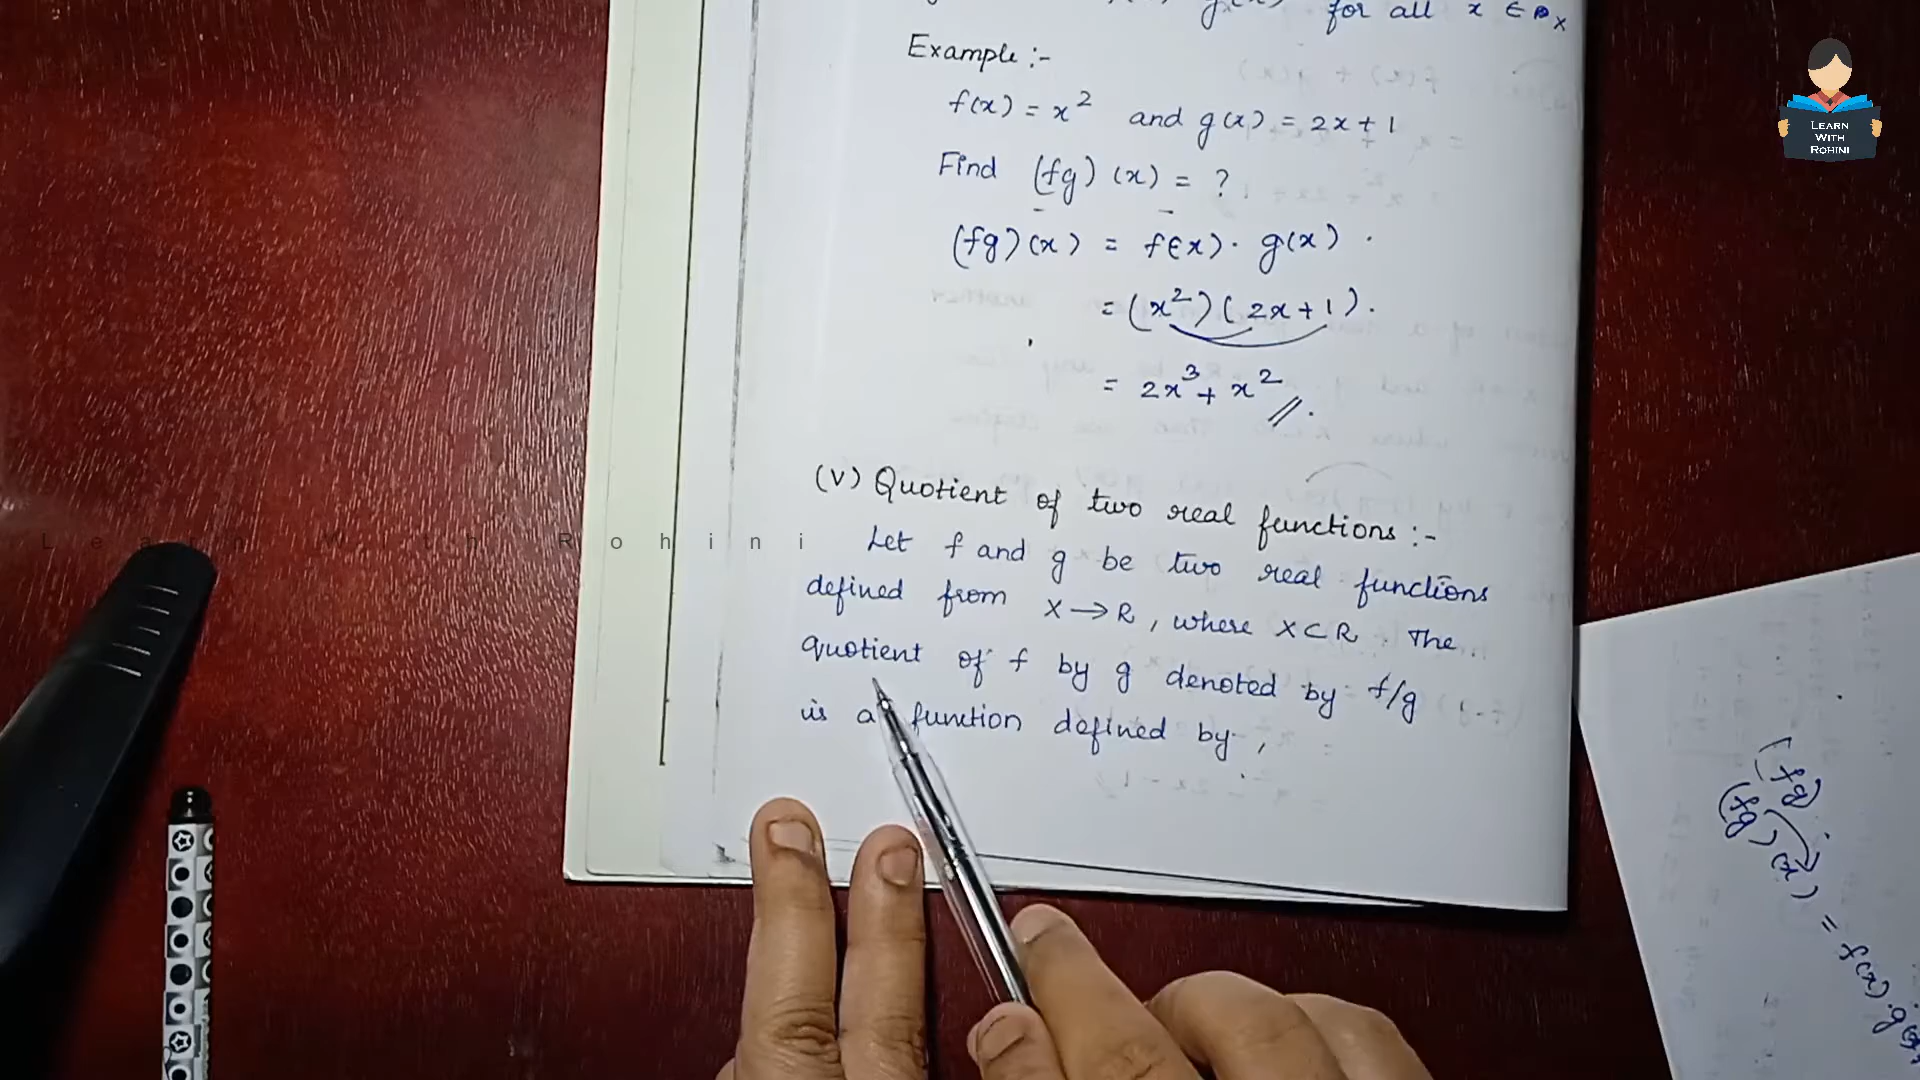 for all x ∈ X
Example :-
f(x) = x² and g(x) = 2x + 1
Find (fg) (x) = ?
(fg) (x) = f(x) . g(x) .
= (x²) ( 2x + 1 ) .
= 2x³ + x² // .
(V) Quotient of two real functions :-
Let f and g be two real functions
defined from X → R , where X ⊂ R . The
quotient of f by g denoted by f/g
is a function defined by ,
LEARN
WITH
ROHINI
Learn With Rohini
(fg)
(fg) (x) = f(x) . g(